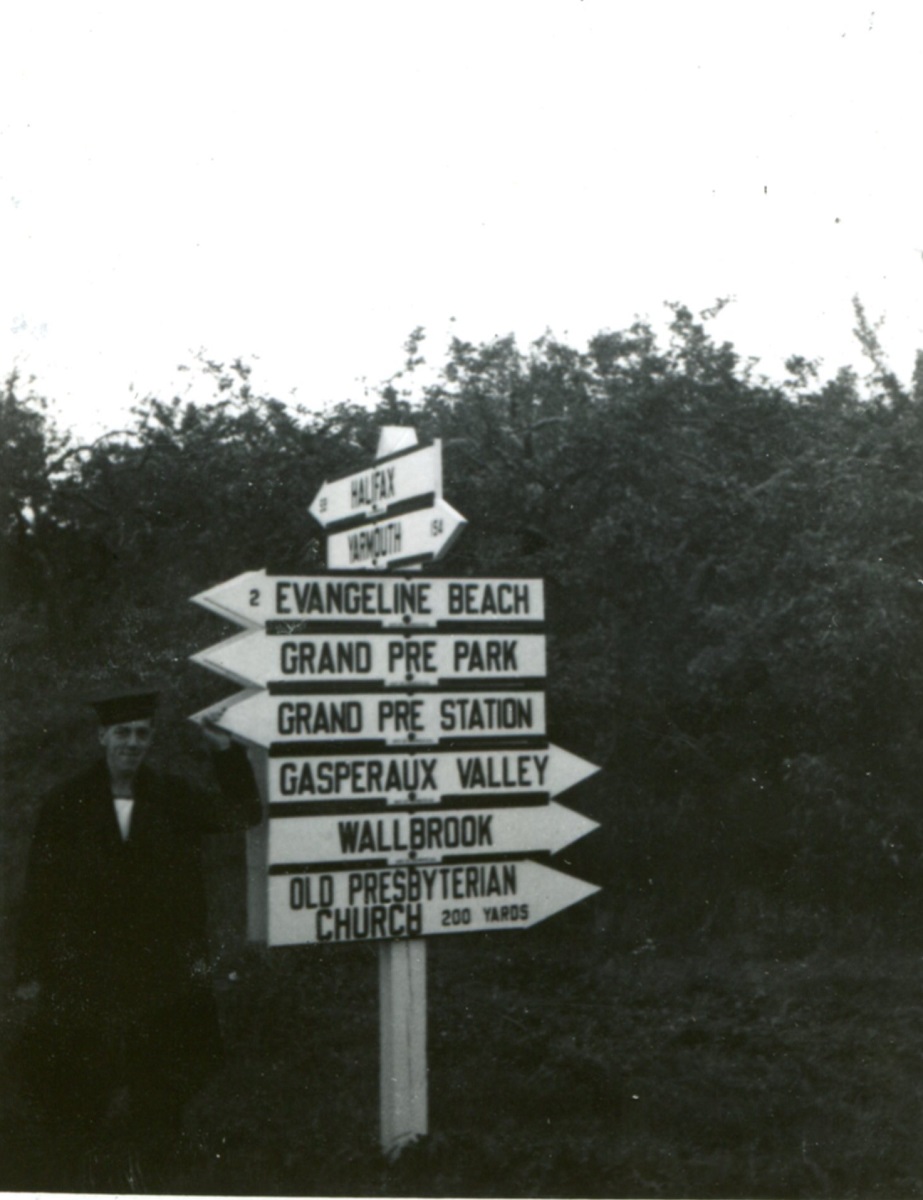 HALIFAX
YARMOUTH 154
2 EVANGELINE BEACH
GRAND PRE PARK
GRAND PRE STATION
GASPERAUX VALLEY
WALLBROOK
OLD PRESBYTERIAN
CHURCH 200 YARDS